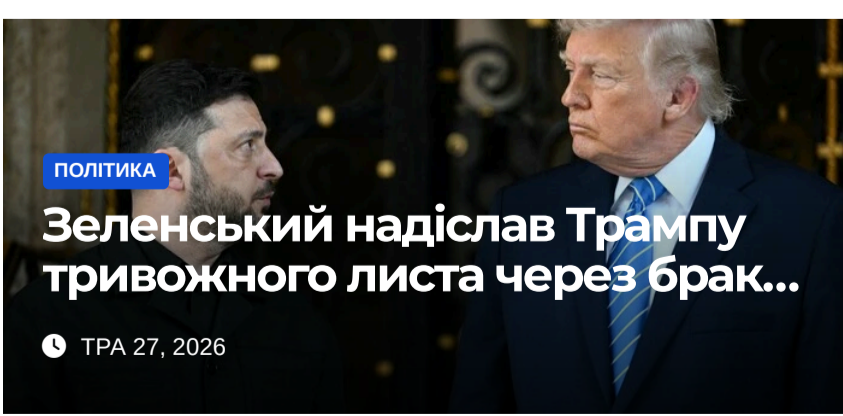 ПОЛІТИКА
Зеленський надіслав Трампу
тривожного листа через брак...
ТРА 27, 2026